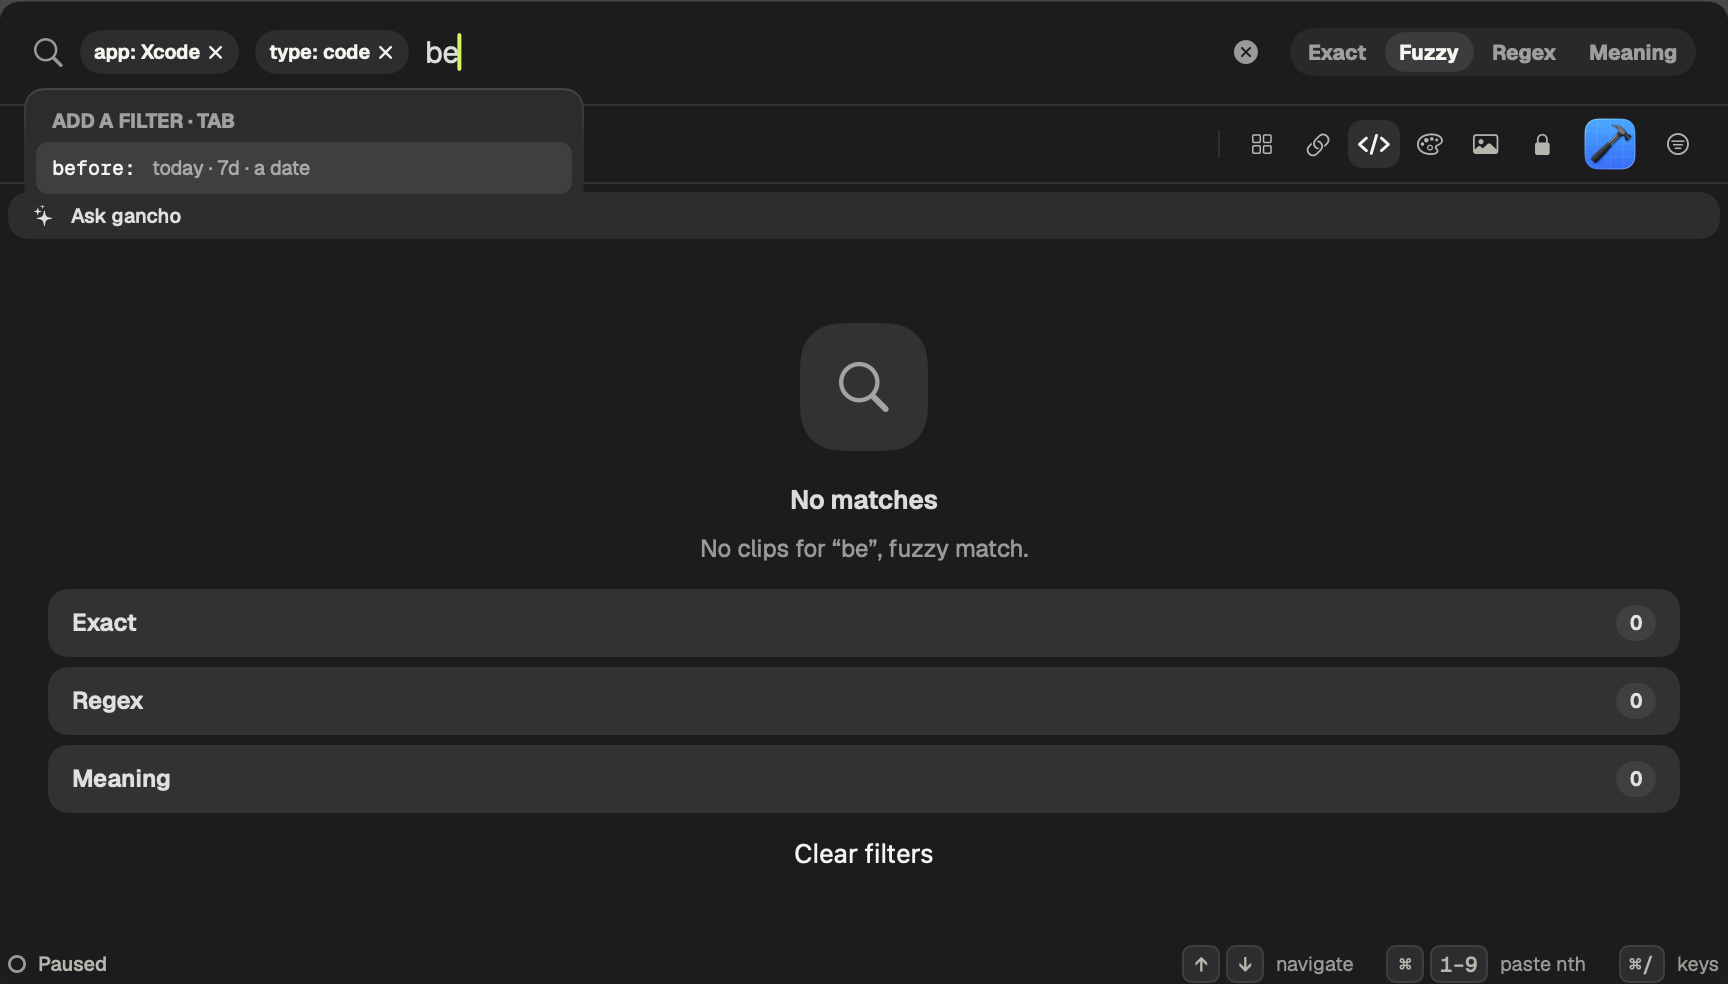 app: Xcode ✕ type: code ✕ be
Exact Fuzzy Regex Meaning
ADD A FILTER · TAB
before: today · 7d · a date
Ask gancho
No matches
No clips for “be”, fuzzy match.
Exact 0
Regex 0
Meaning 0
Clear filters
Paused
↑ ↓ navigate ⌘ 1–9 paste nth ⌘/ keys